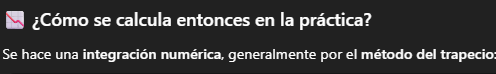 ¿Cómo se calcula entonces en la práctica?
Se hace una integración numérica, generalmente por el método del trapecio: